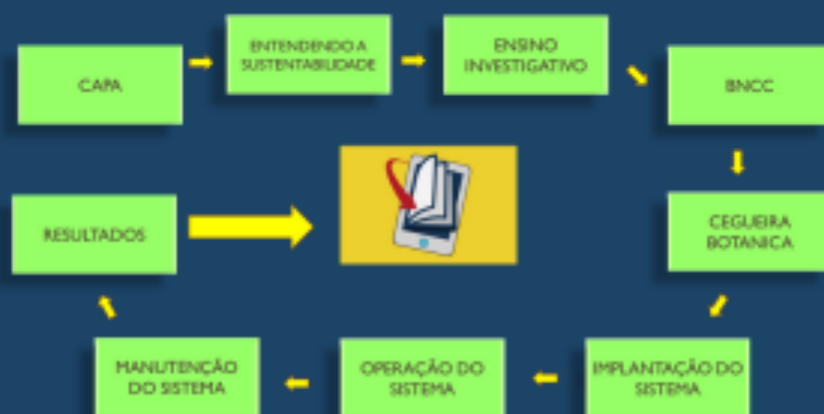 CAPA
ENTENDENDO A
SUSTENTABILIDADE
ENSINO
INVESTIGATIVO
BNCC
CEGUEIRA
BOTANICA
IMPLANTAÇÃO DO
SISTEMA
OPERAÇÃO DO
SISTEMA
MANUTENÇÃO
DO SISTEMA
RESULTADOS